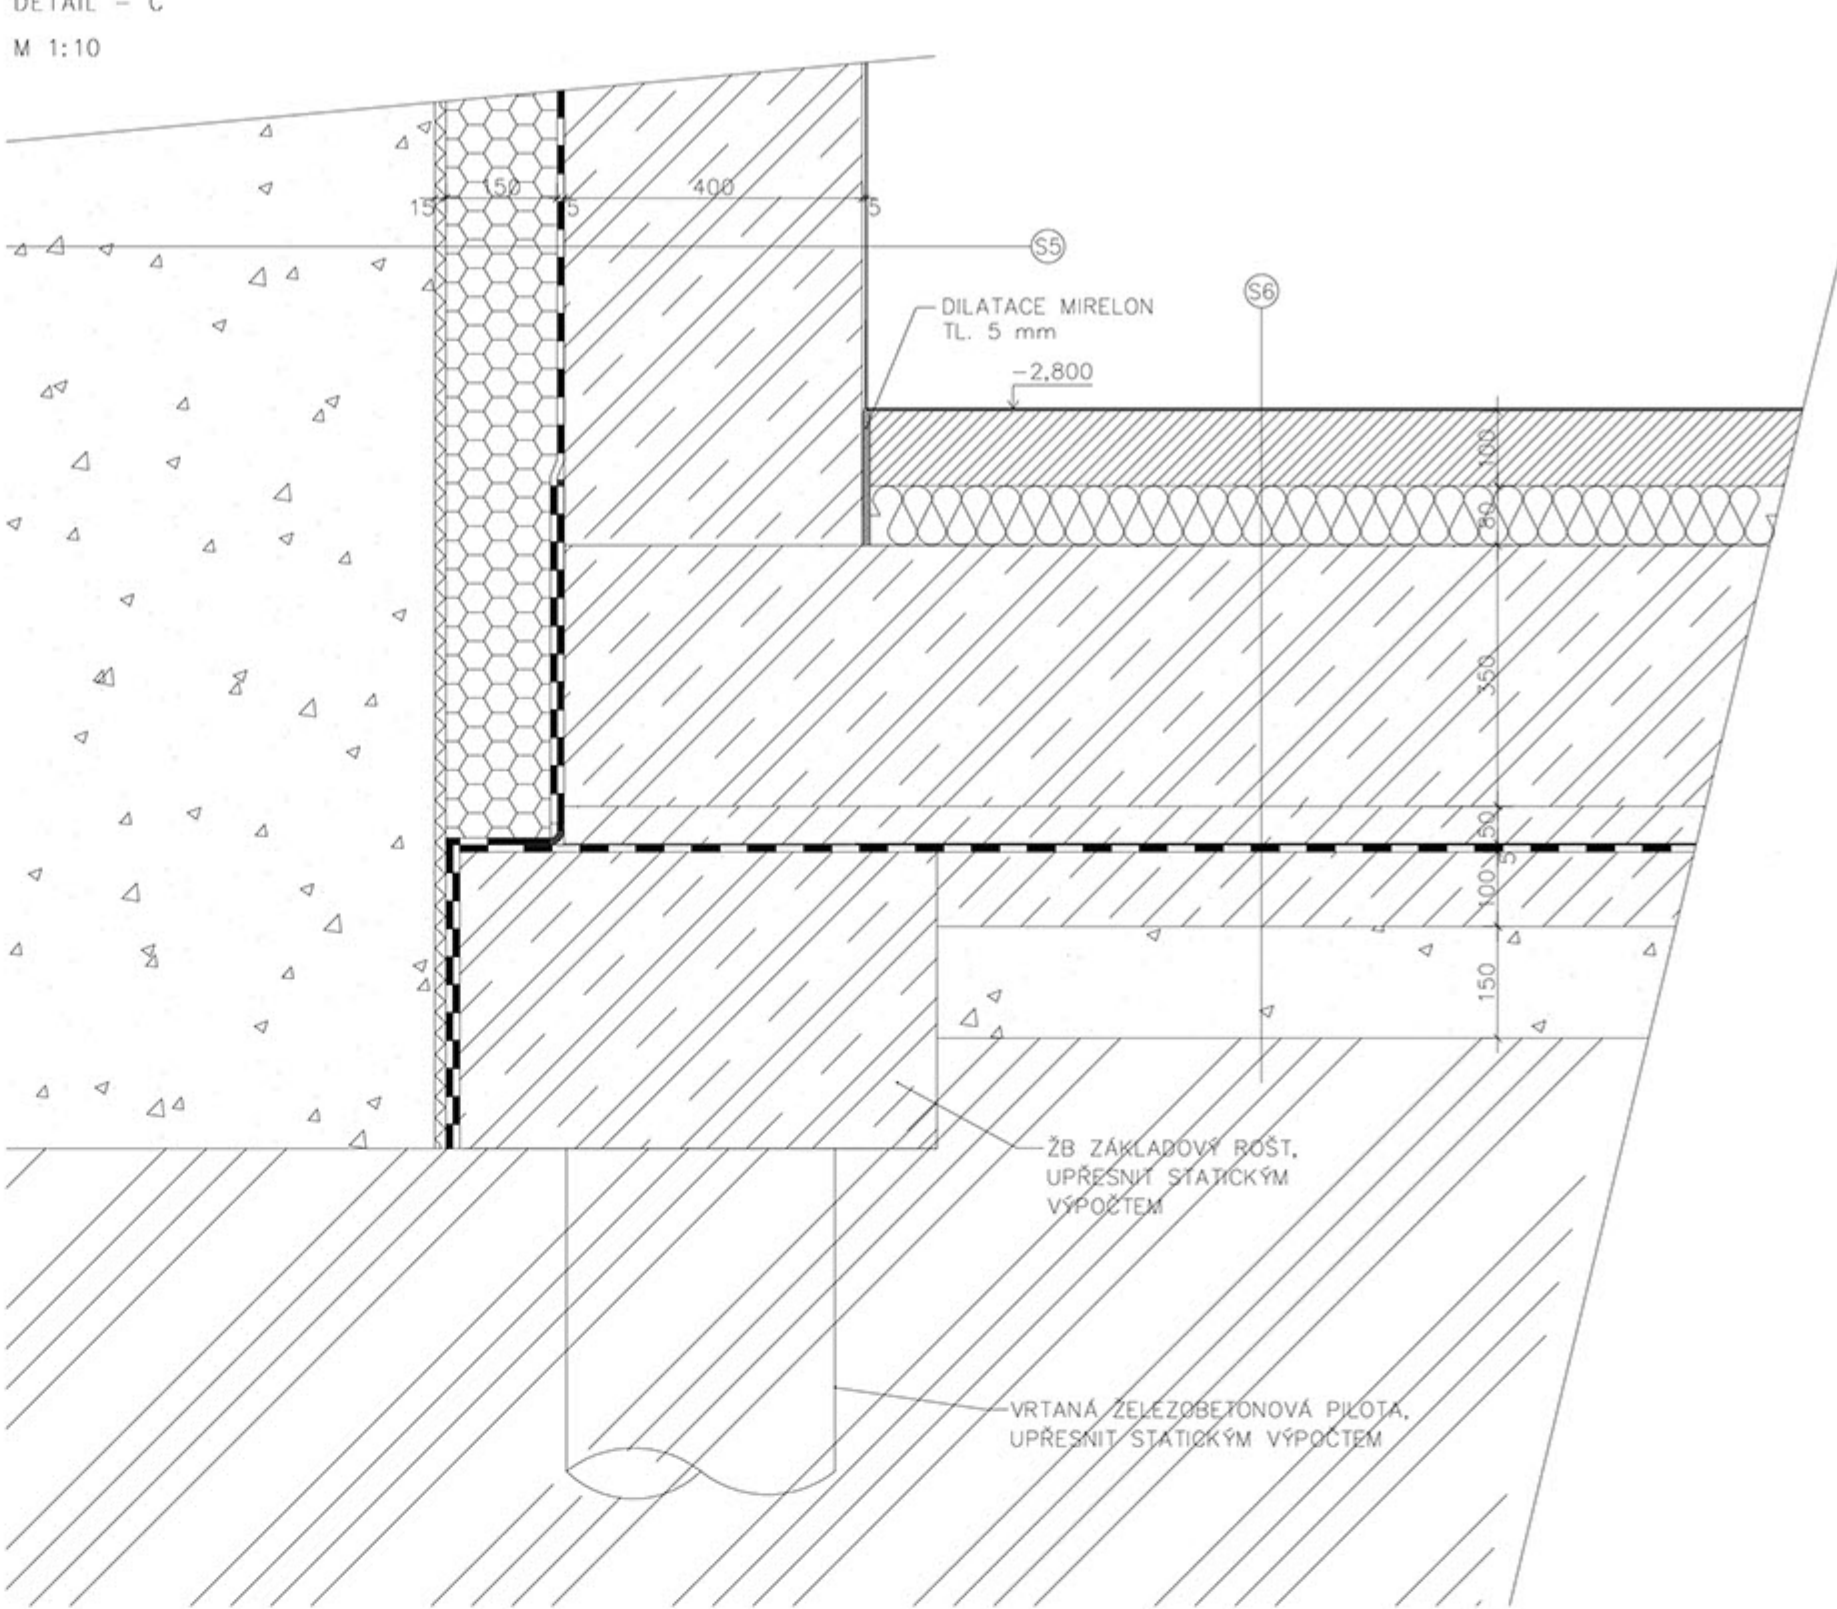 DETAIL - C
M 1:10
150
400
15
5
5
S5
S6
DILATACE MIRELON
TL. 5 mm
-2,800
100
80
350
50
5
100
150
ŽB ZÁKLADOVÝ ROŠT,
UPŘESNIT STATICKÝM
VÝPOČTEM
VRTANÁ ŽELEZOBETONOVÁ PILOTA,
UPŘESNIT STATICKÝM VÝPOČTEM